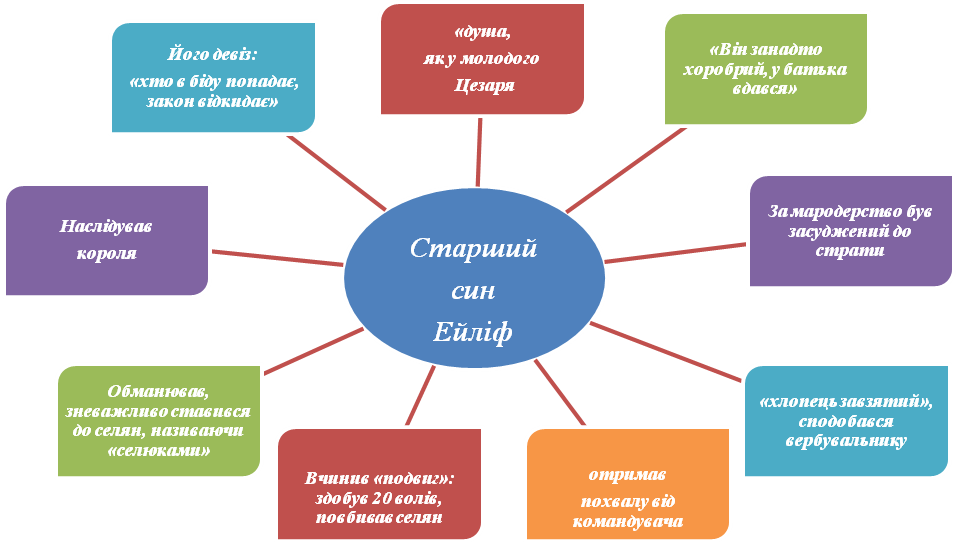 Його девіз:
«хто в біду попадає,
закон відкидає»
«душа,
як у молодого
Цезаря
«Він занадто
хоробрий, у батька
вдався»
Наслідував
короля
Старший
син
Ейліф
За мародерство був
засуджений до
страти
Обманював,
зневажливо ставився
до селян, називаючи
«селюками»
«хлопець завзятий»,
сподобався
вербувальнику
Вчинив «подвиг»:
здобув 20 волів,
повбивав селян
отримав
похвалу від
командувача